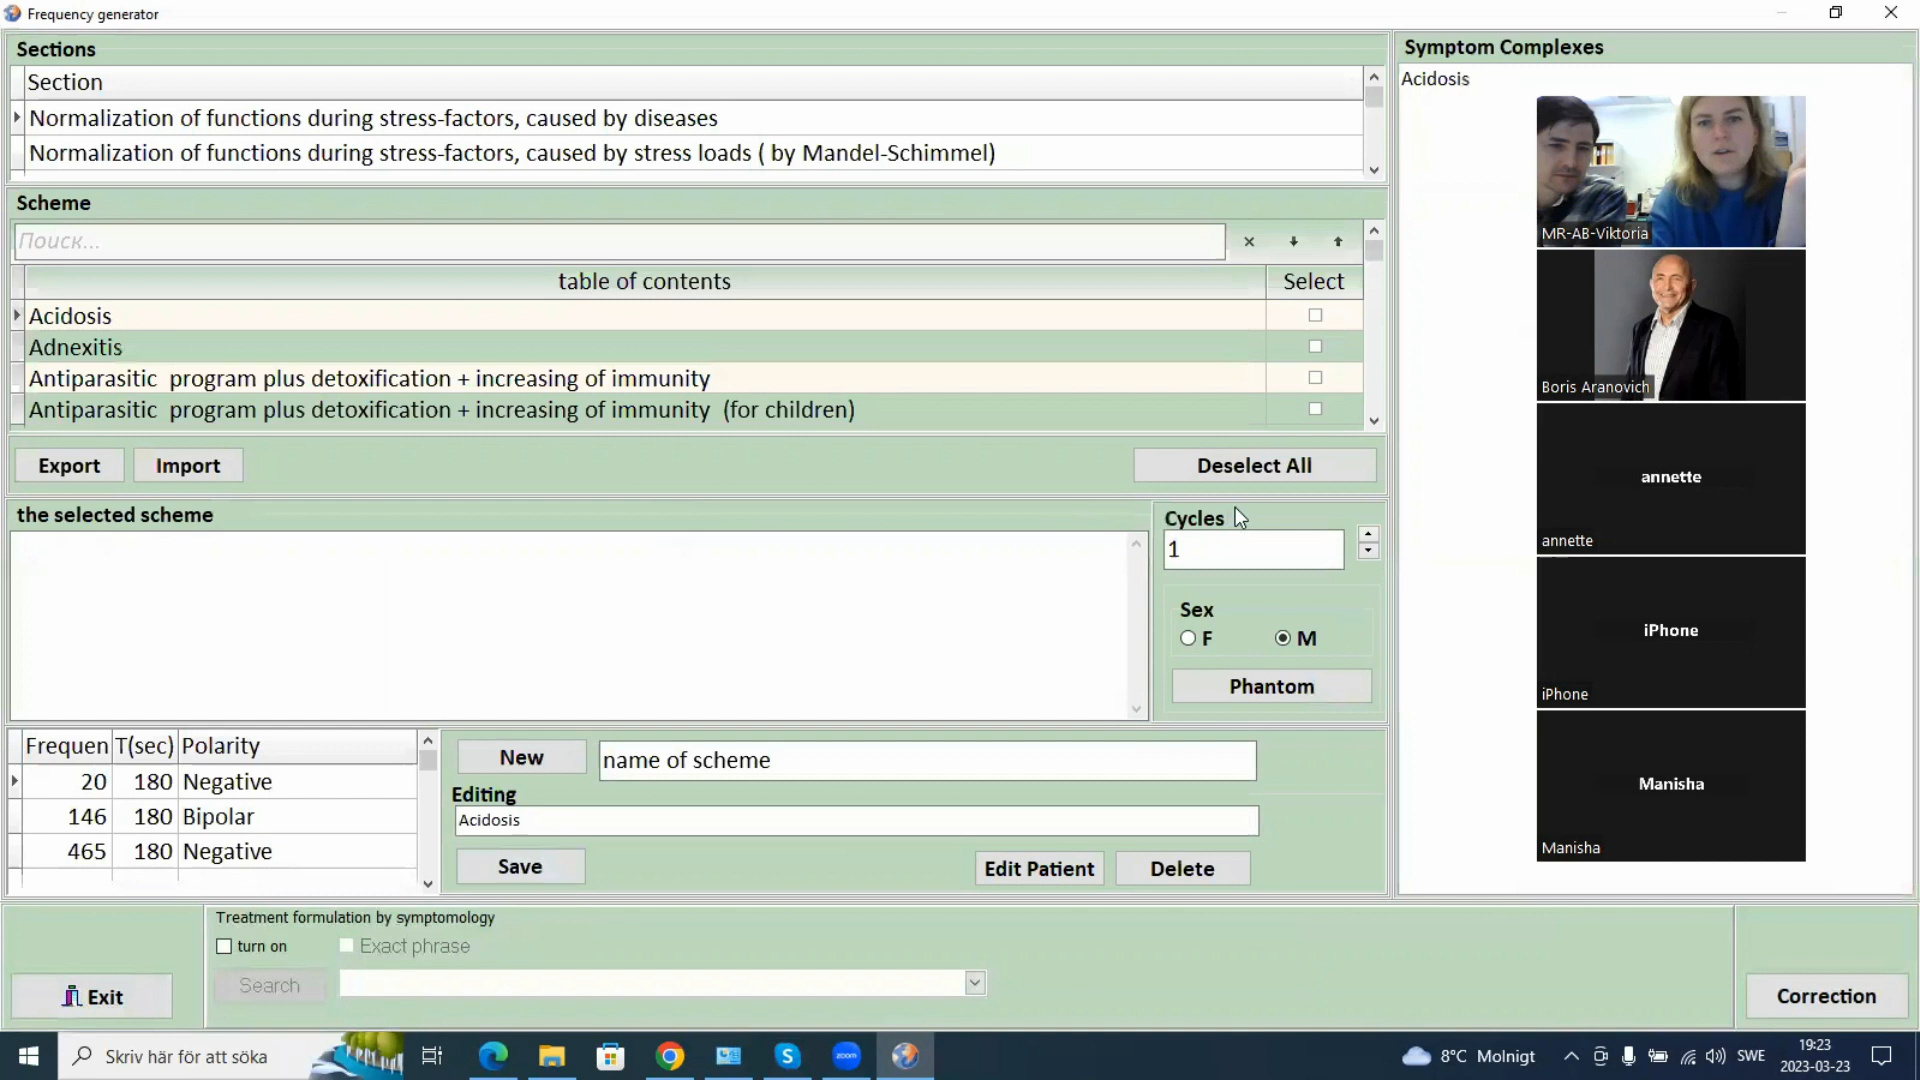 Frequency generator
Sections
Section
Normalization of functions during stress-factors, caused by diseases
Normalization of functions during stress-factors, caused by stress loads ( by Mandel-Schimmel)
Scheme
Поиск...
table of contents
Select
Acidosis
Adnexitis
Antiparasitic program plus detoxification + increasing of immunity
Antiparasitic program plus detoxification + increasing of immunity (for children)
Export
Import
Deselect All
the selected scheme
Cycles
1
Sex
F
M
Phantom
Frequen T(sec) Polarity
20 180 Negative
146 180 Bipolar
465 180 Negative
New
name of scheme
Editing
Acidosis
Save
Edit Patient
Delete
Treatment formulation by symptomology
turn on
Exact phrase
Search
Exit
Correction
Symptom Complexes
Acidosis
MR-AB-Viktoria
Boris Aranovich
annette
annette
iPhone
iPhone
Manisha
Manisha
Skriv här för att söka
zoom
8°C Molnigt
SWE
19:23
2023-03-23